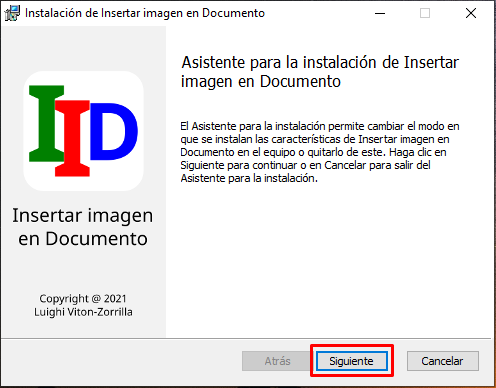 Instalación de Insertar imagen en Documento
Asistente para la instalación de Insertar
imagen en Documento
El Asistente para la instalación permite cambiar el modo en
que se instalan las características de Insertar imagen en
Documento en el equipo o quitarlo de este. Haga clic en
Siguiente para continuar o en Cancelar para salir del
Asistente para la instalación.
IID
Insertar imagen
en Documento
Copyright @ 2021
Luighi Viton-Zorrilla
Atrás
Siguiente
Cancelar